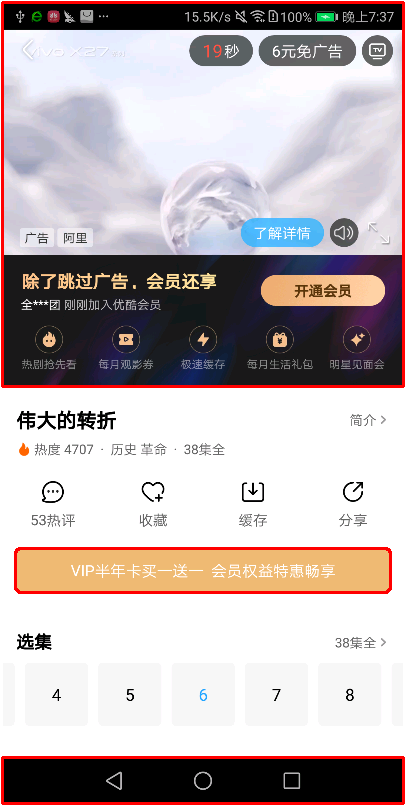 15.5K/s 100% 晚上7:37
vivo X27
19秒 6元免广告
TV
广告 阿里 了解详情
除了跳过广告，会员还享
全***团 刚刚加入优酷会员
开通会员
热剧抢先看 每月观影券 极速缓存 每月生活礼包 明星见面会
伟大的转折 简介
热度 4707 · 历史 革命 · 38集全
53热评 收藏 缓存 分享
VIP半年卡买一送一 会员权益特惠畅享
选集 38集全
4 5 6 7 8